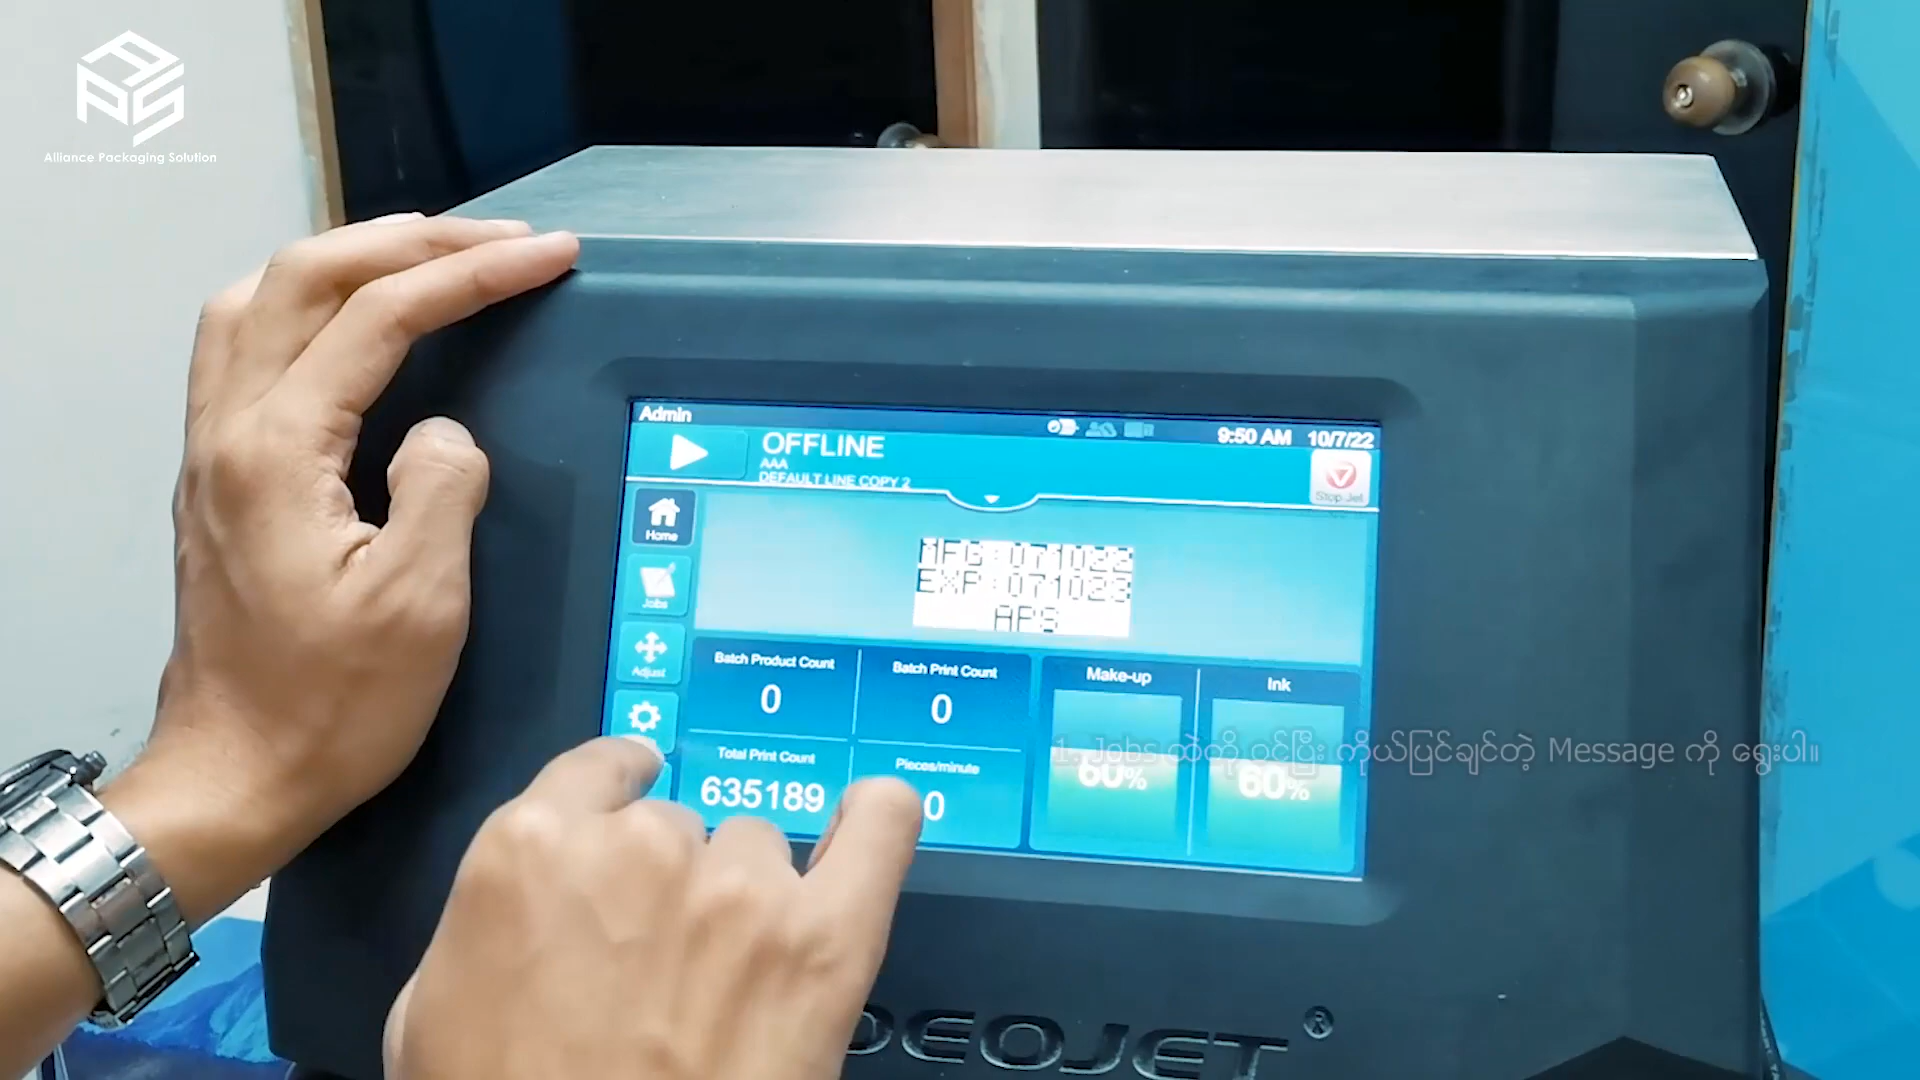 Alliance Packaging Solution
Admin
9:50 AM 10/7/22
OFFLINE
AAA
DEFAULT LINE COPY 2
Stop Jet
Home
Jobs
Adjust
MFG:071022
EXP:071023
APS
Batch Product Count
0
Batch Print Count
0
Make-up
60%
Ink
60%
Total Print Count
635189
Pieces/minute
0
1. Jobs ထဲကို ဝင်ပြီး ကိုယ်ပြင်ချင်တဲ့ Message ကို ရွေးပါ။
DEOJET®